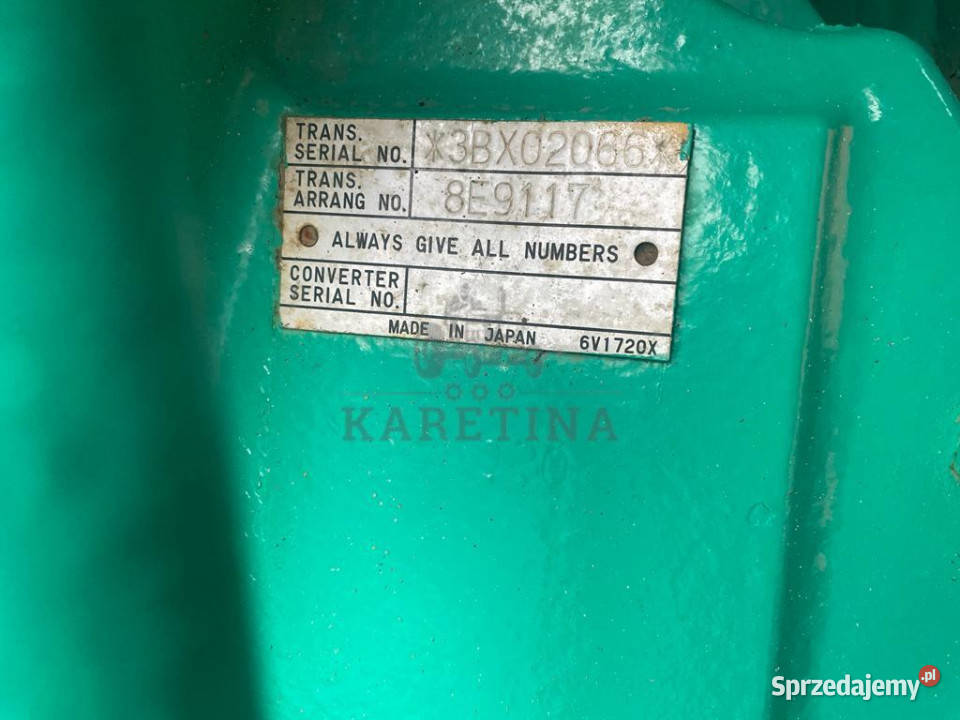 TRANS.
SERIAL NO. *3BX02066*
TRANS.
ARRANG NO. 8E9117
ALWAYS GIVE ALL NUMBERS
CONVERTER
SERIAL NO.
MADE IN JAPAN 6V1720X
KARETINA
Sprzedajemy.pl